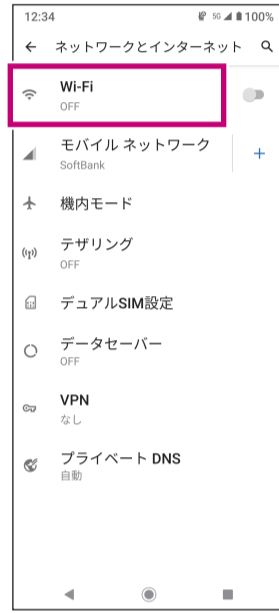 12:34 5G 100%
ネットワークとインターネット
Wi-Fi
OFF
モバイル ネットワーク
SoftBank
機内モード
テザリング
OFF
デュアルSIM設定
データセーバー
OFF
VPN
なし
プライベート DNS
自動